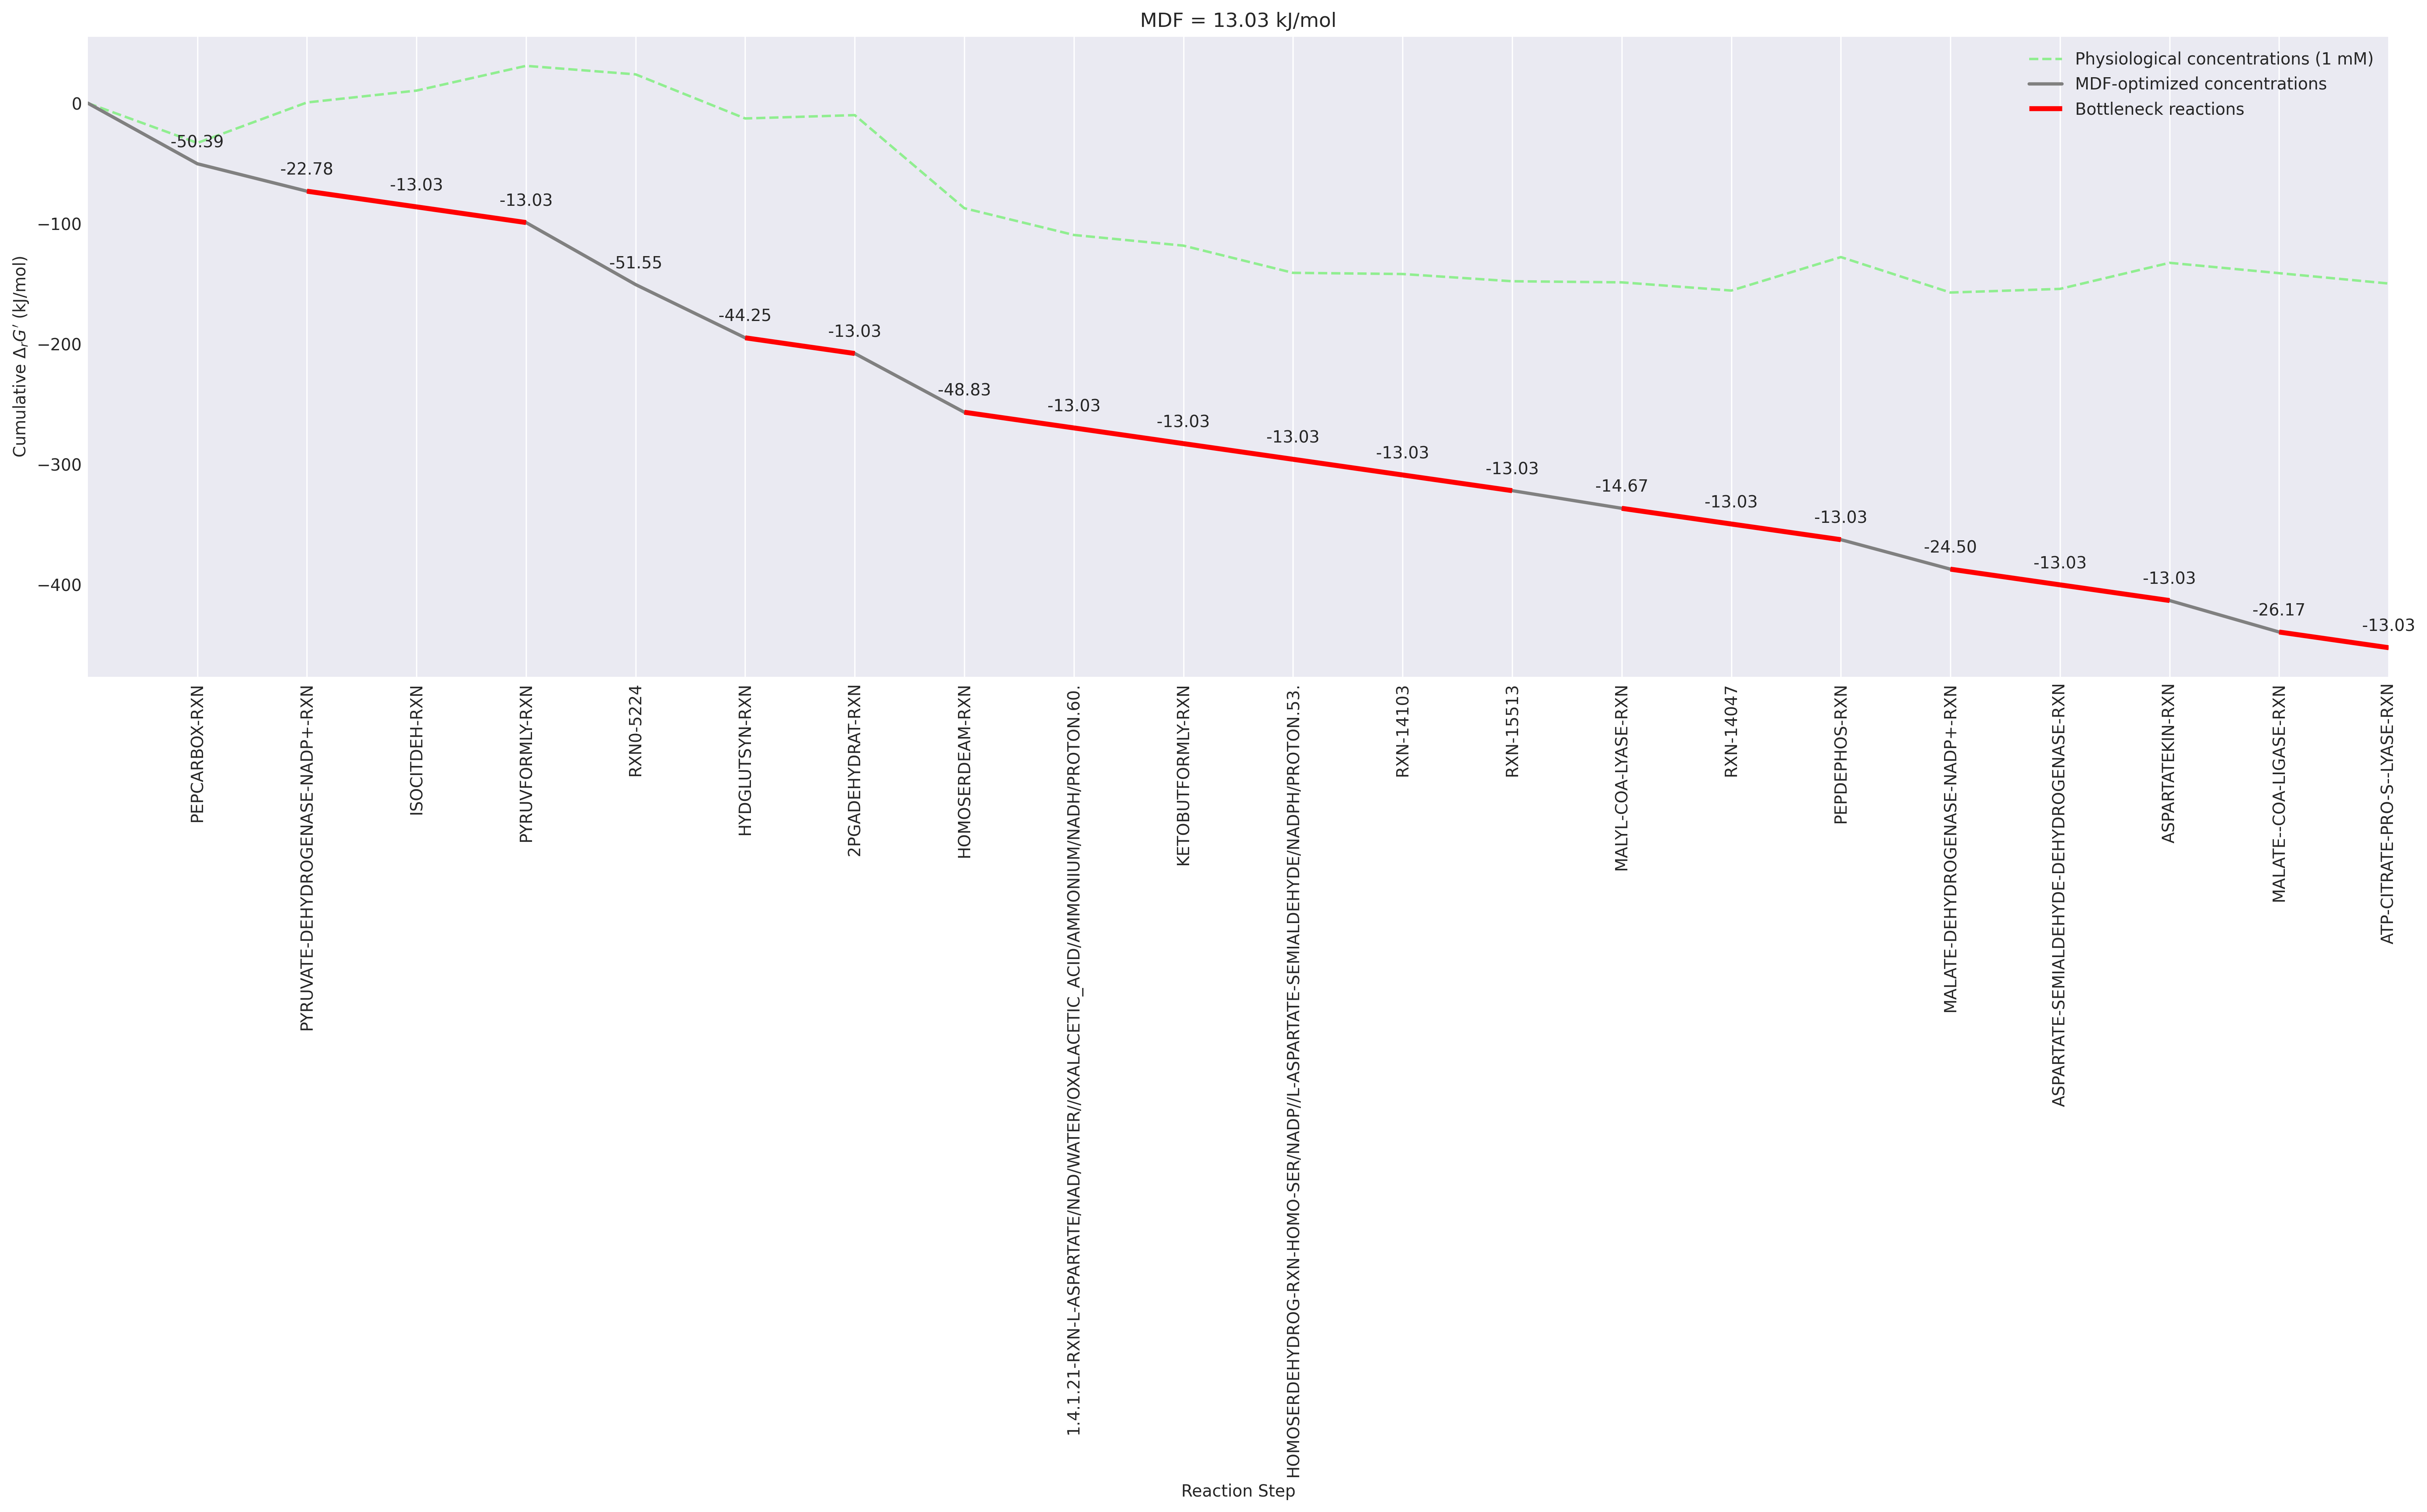 MDF = 13.03 kJ/mol
Physiological concentrations (1 mM)
MDF-optimized concentrations
Bottleneck reactions
Cumulative ΔrG′ (kJ/mol)
0
−100
−200
−300
−400
-50.39
-22.78
-13.03
-13.03
-51.55
-44.25
-13.03
-48.83
-13.03
-13.03
-13.03
-13.03
-13.03
-14.67
-13.03
-13.03
-24.50
-13.03
-13.03
-26.17
-13.03
PEPCARBOX-RXN
PYRUVATE-DEHYDROGENASE-NADP+-RXN
ISOCITDEH-RXN
PYRUVFORMLY-RXN
RXN0-5224
HYDGLUTSYN-RXN
2PGADEHYDRAT-RXN
HOMOSERDEAM-RXN
1.4.1.21-RXN-L-ASPARTATE/NAD/WATER//OXALACETIC_ACID/AMMONIUM/NADH/PROTON.60.
KETOBUTFORMLY-RXN
HOMOSERDEHYDROG-RXN-HOMO-SER/NADP//L-ASPARTATE-SEMIALDEHYDE/NADPH/PROTON.53.
RXN-14103
RXN-15513
MALYL-COA-LYASE-RXN
RXN-14047
PEPDEPHOS-RXN
MALATE-DEHYDROGENASE-NADP+-RXN
ASPARTATE-SEMIALDEHYDE-DEHYDROGENASE-RXN
ASPARTATEKIN-RXN
MALATE--COA-LIGASE-RXN
ATP-CITRATE-PRO-S--LYASE-RXN
Reaction Step